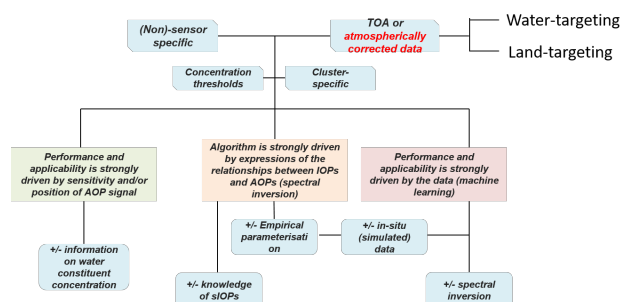 (Non)-sensor
specific
TOA or
atmospherically
corrected data
Water-targeting
Land-targeting
Concentration
thresholds
Cluster-
specific
Performance and
applicability is strongly
driven by sensitivity and/or
position of AOP signal
Algorithm is strongly driven
by expressions of the
relationships between IOPs
and AOPs (spectral
inversion)
Performance and
applicability is strongly
driven by the data (machine
learning)
+/- Empirical
parameterisati
on
+/- in-situ
(simulated)
data
+/- information
on water
constituent
concentration
+/- knowledge
of sIOPs
+/- spectral
inversion